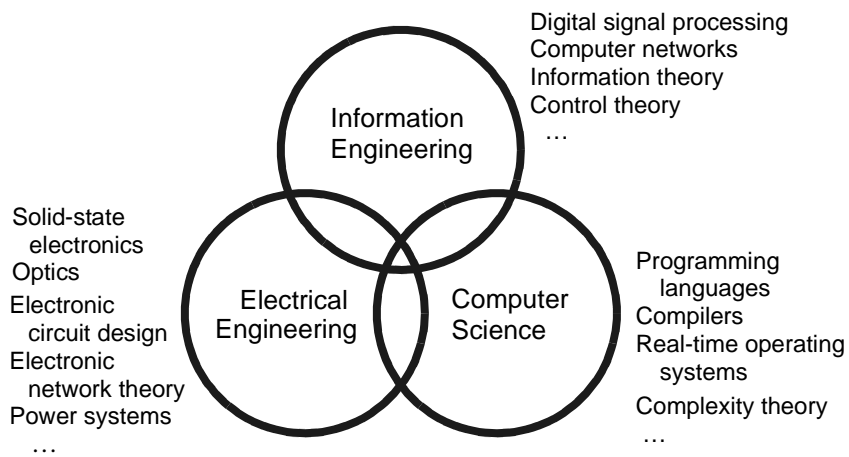 Digital signal processing
Computer networks
Information theory
Control theory
…
Information
Engineering
Solid-state
electronics
Optics
Electronic
circuit design
Electronic
network theory
Power systems
…
Electrical
Engineering
Computer
Science
Programming
languages
Compilers
Real-time operating
systems
Complexity theory
…